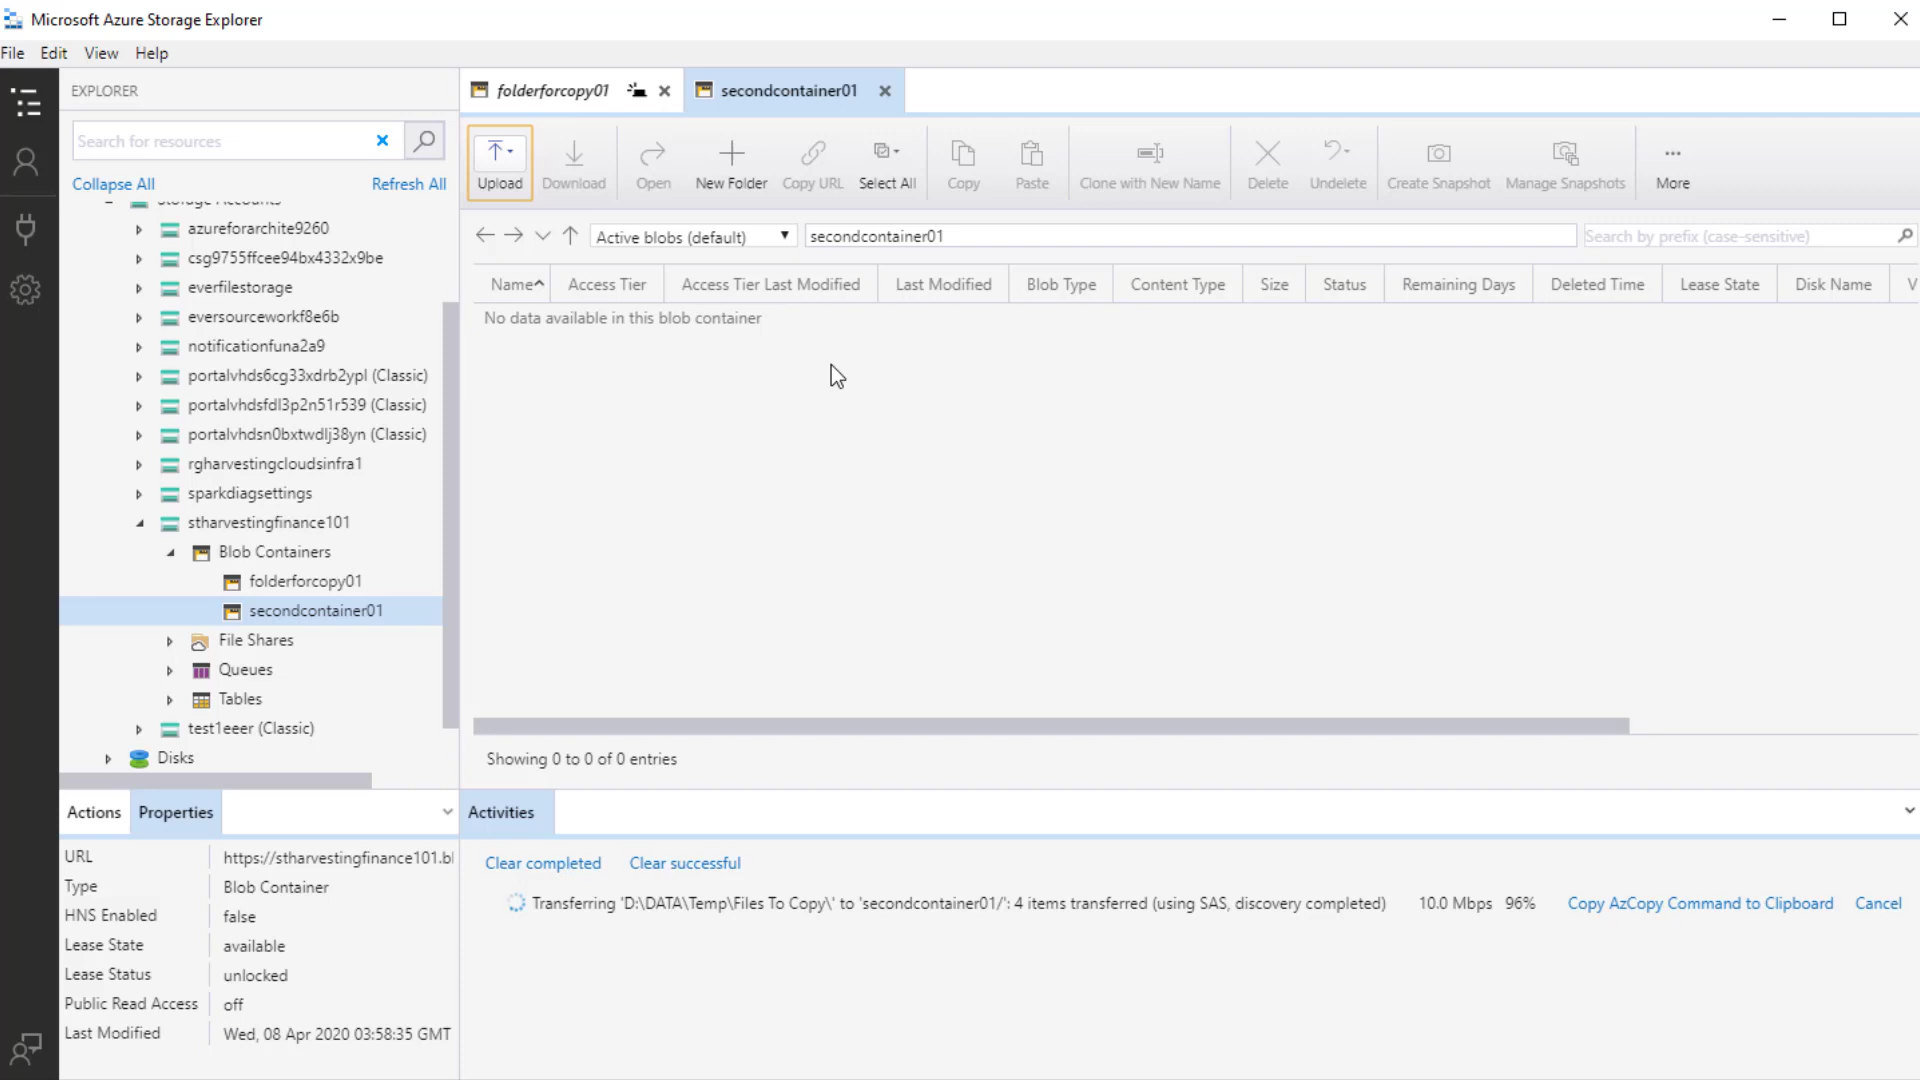 Microsoft Azure Storage Explorer
File Edit View Help
EXPLORER
Search for resources
Collapse All Refresh All
Storage Accounts
azureforarchite9260
csg9755ffcee94bx4332x9be
everfilestorage
eversourceworkf8e6b
notificationfuna2a9
portalvhds6cg33xdrb2ypl (Classic)
portalvhdsfdl3p2n51r539 (Classic)
portalvhdsn0bxtwdlj38yn (Classic)
rgharvestingcloudsinfra1
sparkdiagsettings
stharvestingfinance101
Blob Containers
folderforcopy01
secondcontainer01
File Shares
Queues
Tables
test1eeer (Classic)
Disks
Actions Properties
URL https://stharvestingfinance101.bl
Type Blob Container
HNS Enabled false
Lease State available
Lease Status unlocked
Public Read Access off
Last Modified Wed, 08 Apr 2020 03:58:35 GMT
folderforcopy01 secondcontainer01
Upload Download Open New Folder Copy URL Select All Copy Paste Clone with New Name Delete Undelete Create Snapshot Manage Snapshots More
Active blobs (default) secondcontainer01 Search by prefix (case-sensitive)
Name Access Tier Access Tier Last Modified Last Modified Blob Type Content Type Size Status Remaining Days Deleted Time Lease State Disk Name V
No data available in this blob container
Showing 0 to 0 of 0 entries
Activities
Clear completed Clear successful
Transferring 'D:\DATA\Temp\Files To Copy\' to 'secondcontainer01/': 4 items transferred (using SAS, discovery completed) 10.0 Mbps 96% Copy AzCopy Command to Clipboard Cancel